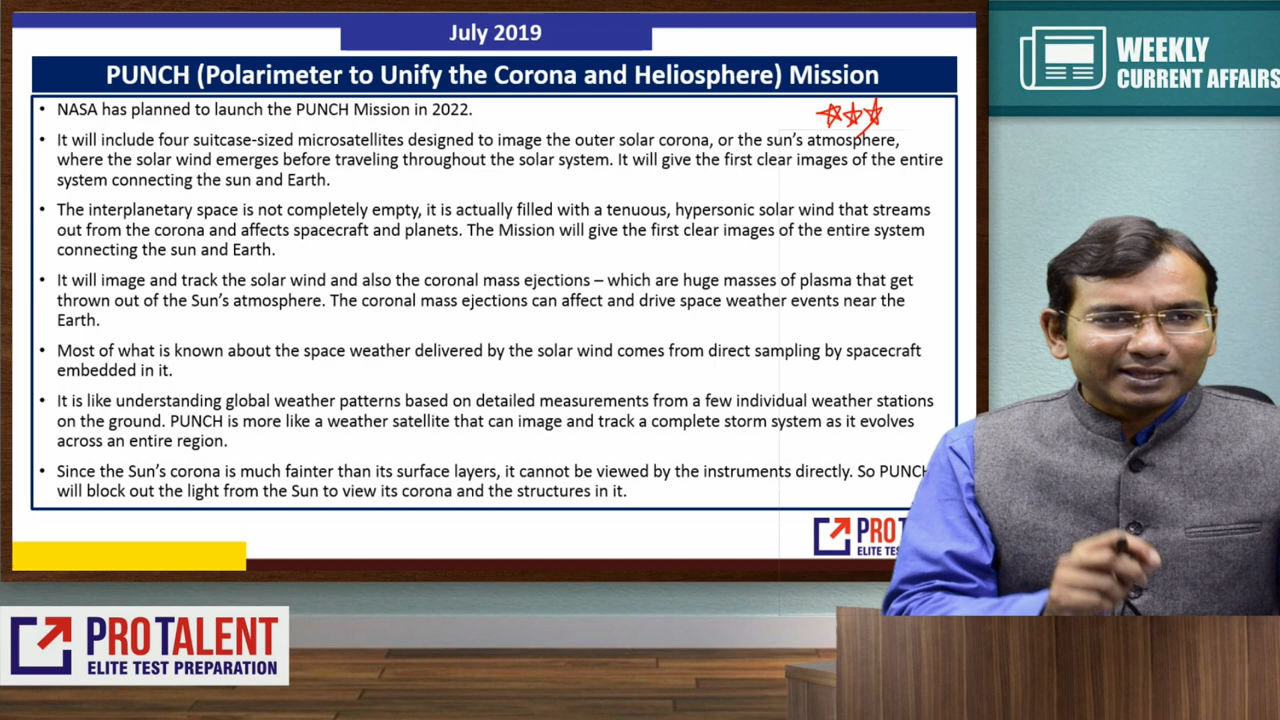 July 2019
PUNCH (Polarimeter to Unify the Corona and Heliosphere) Mission
WEEKLY
CURRENT AFFAIRS
• NASA has planned to launch the PUNCH Mission in 2022.
• It will include four suitcase-sized microsatellites designed to image the outer solar corona, or the sun's atmosphere,
where the solar wind emerges before traveling throughout the solar system. It will give the first clear images of the entire
system connecting the sun and Earth.
• The interplanetary space is not completely empty, it is actually filled with a tenuous, hypersonic solar wind that streams
out from the corona and affects spacecraft and planets. The Mission will give the first clear images of the entire system
connecting the sun and Earth.
• It will image and track the solar wind and also the coronal mass ejections – which are huge masses of plasma that get
thrown out of the Sun's atmosphere. The coronal mass ejections can affect and drive space weather events near the
Earth.
• Most of what is known about the space weather delivered by the solar wind comes from direct sampling by spacecraft
embedded in it.
• It is like understanding global weather patterns based on detailed measurements from a few individual weather stations
on the ground. PUNCH is more like a weather satellite that can image and track a complete storm system as it evolves
across an entire region.
• Since the Sun's corona is much fainter than its surface layers, it cannot be viewed by the instruments directly. So PUNCH
will block out the light from the Sun to view its corona and the structures in it.
PRO
ELITE TE
PROTALENT
ELITE TEST PREPARATION